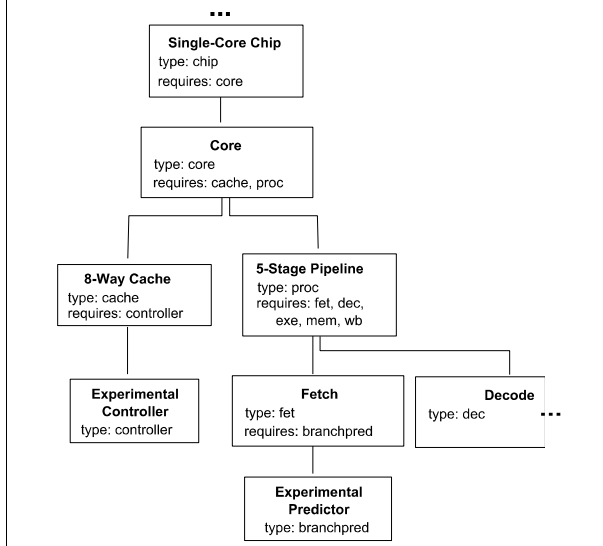 ...
Single-Core Chip
type: chip
requires: core
Core
type: core
requires: cache, proc
8-Way Cache
type: cache
requires: controller
5-Stage Pipeline
type: proc
requires: fet, dec,
exe, mem, wb
Experimental
Controller
type: controller
Fetch
type: fet
requires: branchpred
Decode
type: dec
...
Experimental
Predictor
type: branchpred